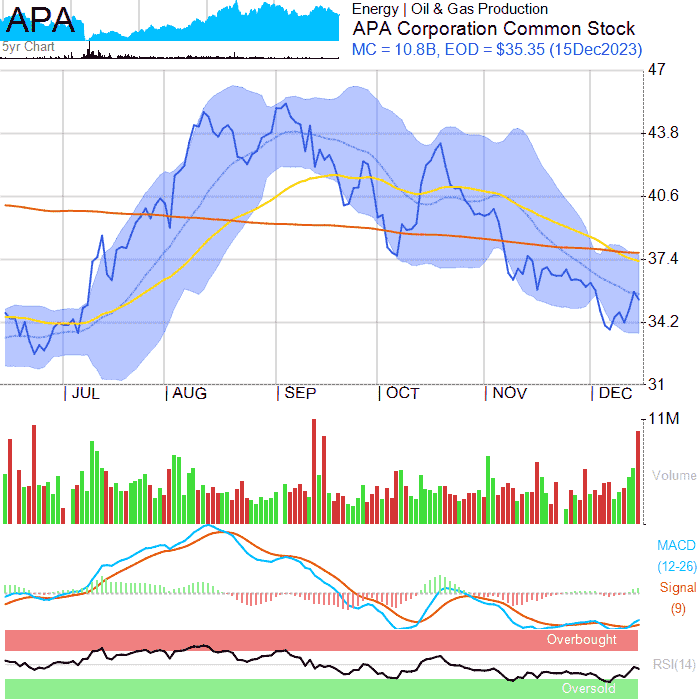 APA
5yr Chart
Energy | Oil & Gas Production
APA Corporation Common Stock
MC = 10.8B, EOD = $35.35 (15Dec2023)
47
43.8
40.6
37.4
34.2
31
| JUL | AUG | SEP | OCT | NOV | DEC
11M
Volume
MACD
(12-26)
Signal
(9)
Overbought
RSI(14)
Oversold